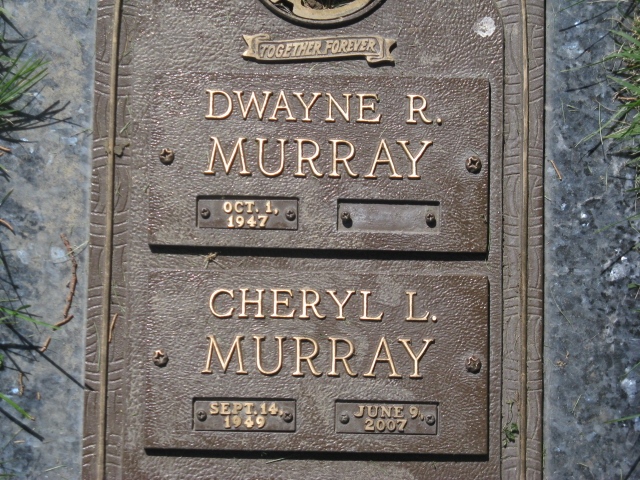 TOGETHER FOREVER
DWAYNE R.
MURRAY
OCT. 1,
1947
CHERYL L.
MURRAY
SEPT. 14,
1949
JUNE 9,
2007